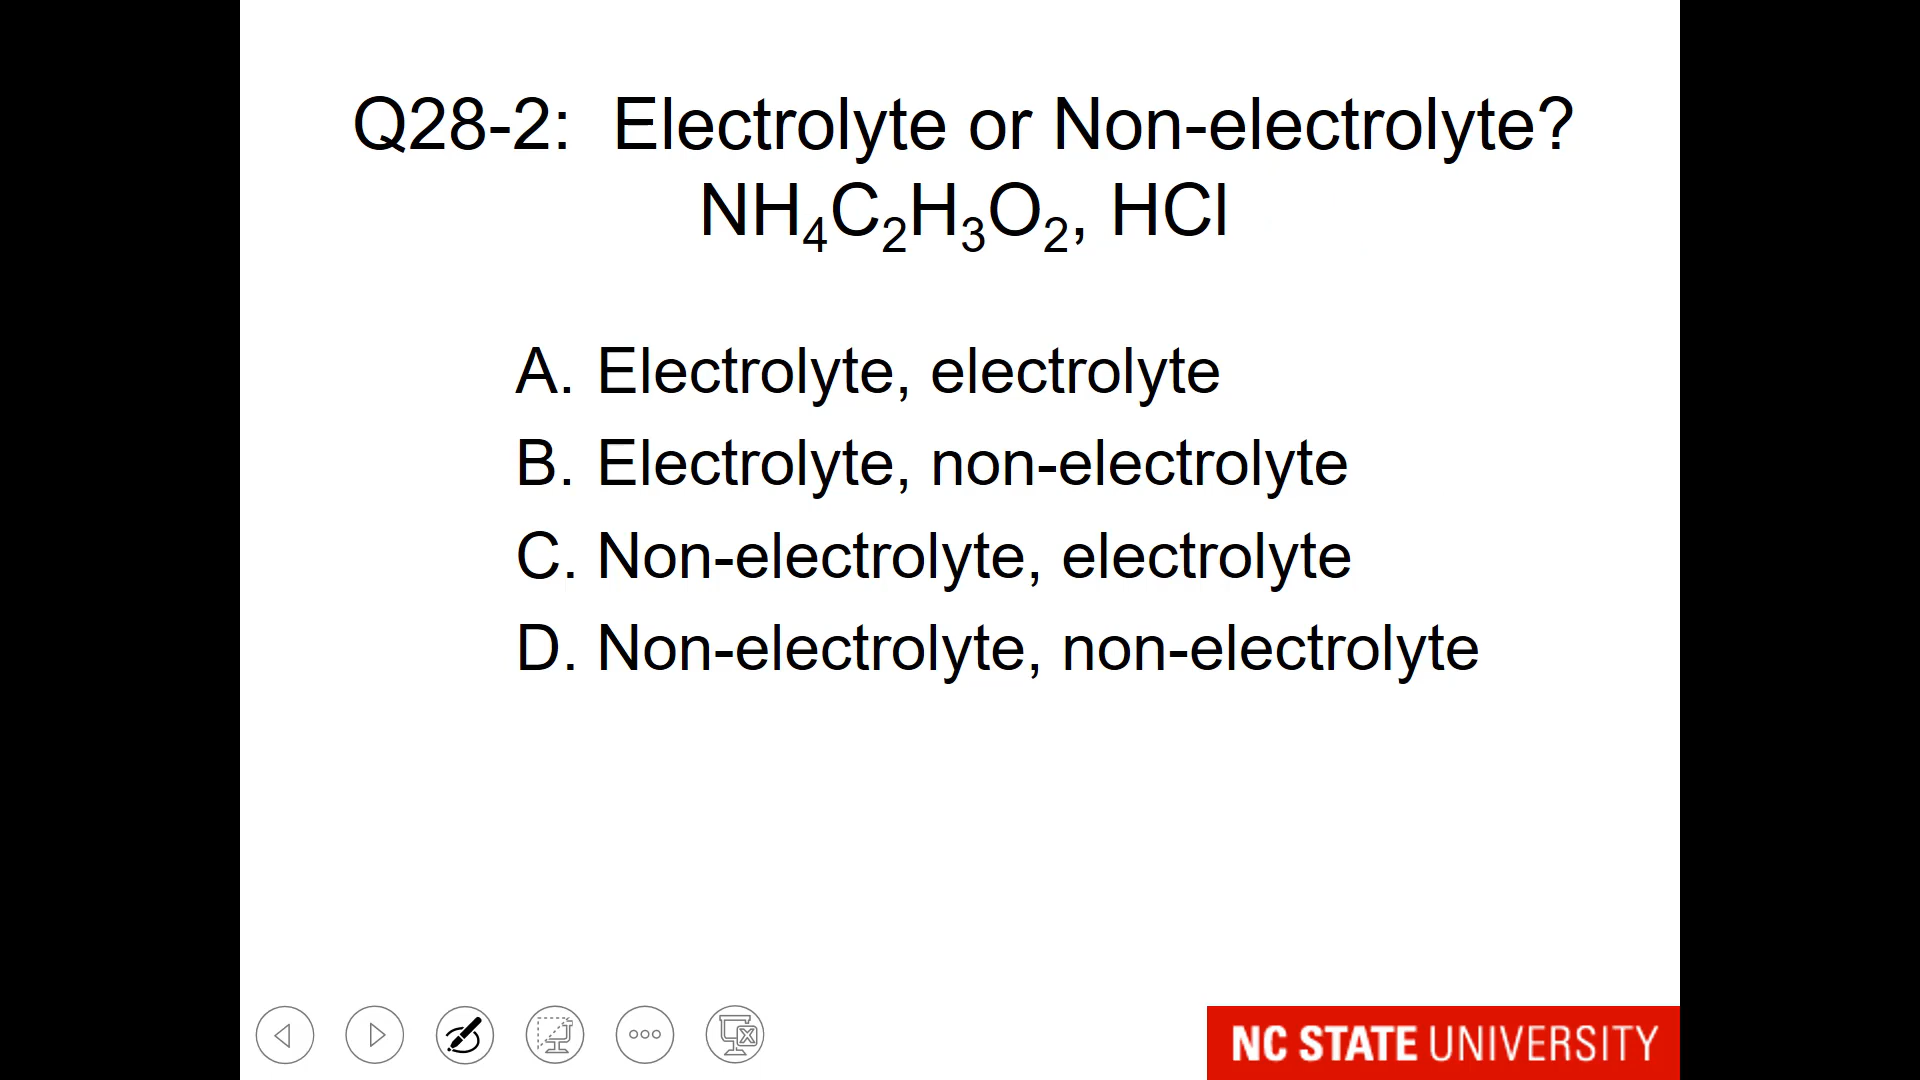 Q28-2: Electrolyte or Non-electrolyte?
NH₄C₂H₃O₂, HCl
A. Electrolyte, electrolyte
B. Electrolyte, non-electrolyte
C. Non-electrolyte, electrolyte
D. Non-electrolyte, non-electrolyte
NC STATE UNIVERSITY